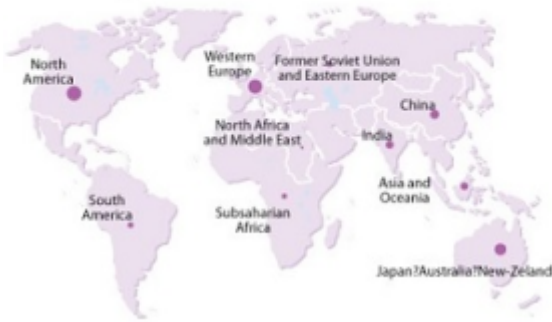 North
America
Western
Europe
Former Soviet Union
and Eastern Europe
China
North Africa
and Middle East
India
South
America
Subsaharian
Africa
Asia and
Oceania
Japan?Australia?New-Zeland